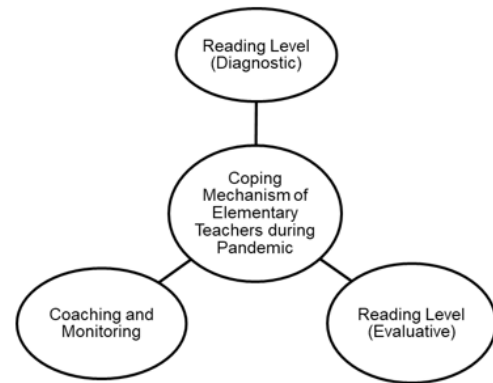 Reading Level
(Diagnostic)
Coping
Mechanism of
Elementary
Teachers during
Pandemic
Coaching and
Monitoring
Reading Level
(Evaluative)